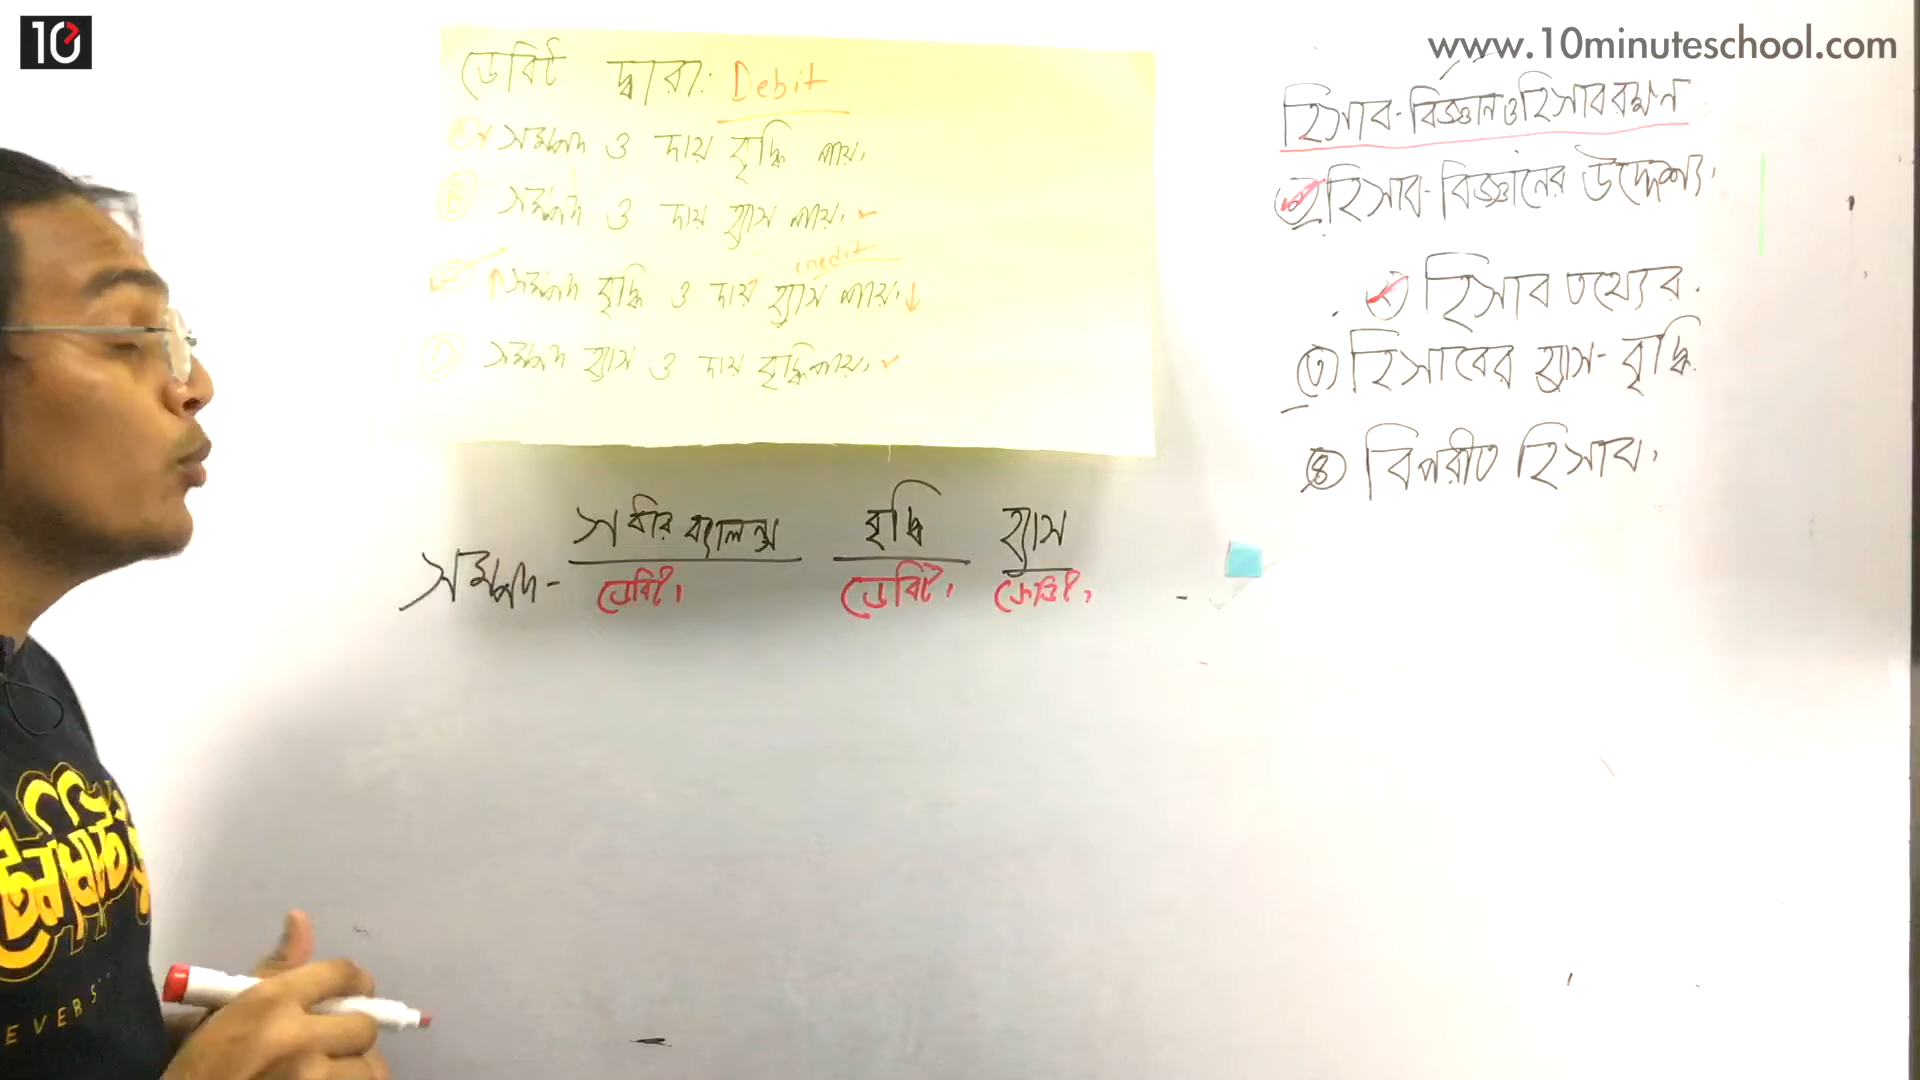 10
www.10minuteschool.com
ডেবিট দ্বারা: Debit
সম্পদ ও দায় বৃদ্ধি পায়।
B সম্পদ ও দায় হ্রাস পায়।
credit
সম্পদ বৃদ্ধি ও দায় হ্রাস পায়।
D সম্পদ হ্রাস ও দায় বৃদ্ধি পায়।
হিসাব-বিজ্ঞান ও হিসাবরক্ষণ
হিসাব-বিজ্ঞানের উদ্দেশ্য।
হিসাব তথ্যের।
৩ হিসাবের হ্রাস-বৃদ্ধি
৪ বিপরীত হিসাব।
ব্যালেন্স বৃদ্ধি হ্রাস
সম্পদ- ডেবিট। ডেবিট। ক্রেডিট।
EVERS